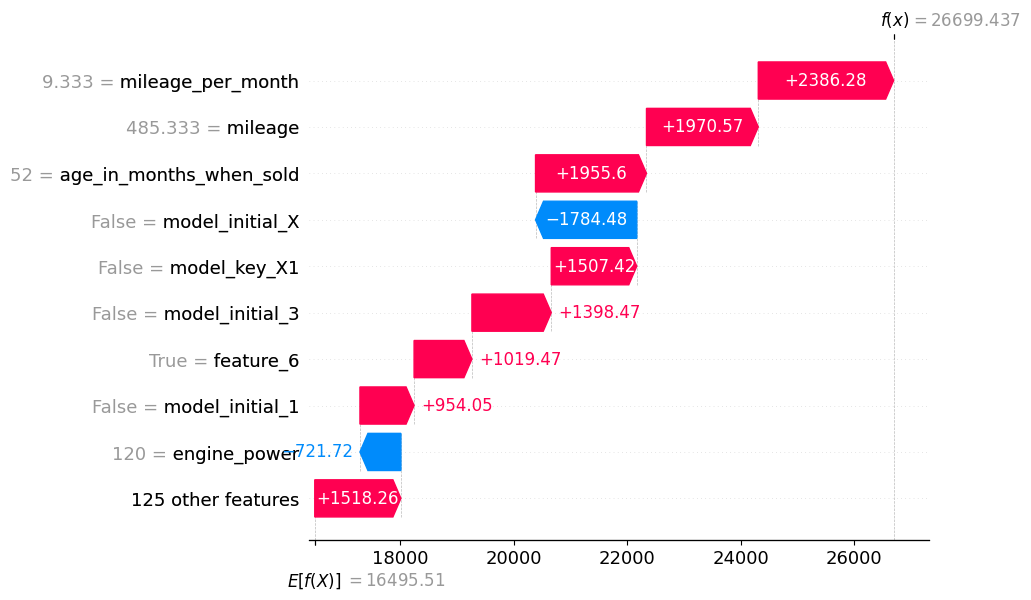 f(x) = 26699.437
9.333 = mileage_per_month +2386.28
485.333 = mileage +1970.57
52 = age_in_months_when_sold +1955.6
False = model_initial_X −1784.48
False = model_key_X1 +1507.42
False = model_initial_3 +1398.47
True = feature_6 +1019.47
False = model_initial_1 +954.05
120 = engine_power −721.72
125 other features +1518.26
18000 20000 22000 24000 26000
E[f(X)] = 16495.51